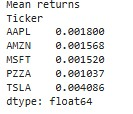 Mean returns
Ticker
AAPL    0.001800
AMZN    0.001568
MSFT    0.001520
PZZA    0.001037
TSLA    0.004086
dtype: float64